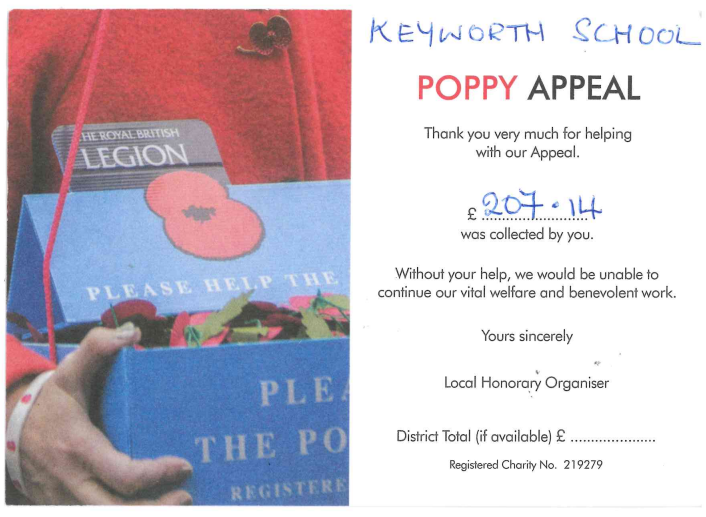 KEYWORTH SCHOOL
POPPY APPEAL
Thank you very much for helping
with our Appeal.
£ 207.14
was collected by you.
Without your help, we would be unable to
continue our vital welfare and benevolent work.
Yours sincerely
Local Honorary Organiser
District Total (if available) £ .....................
Registered Charity No. 219279
THE ROYAL BRITISH
LEGION
PLEASE HELP THE
PLEA
THE PO
REGISTERE